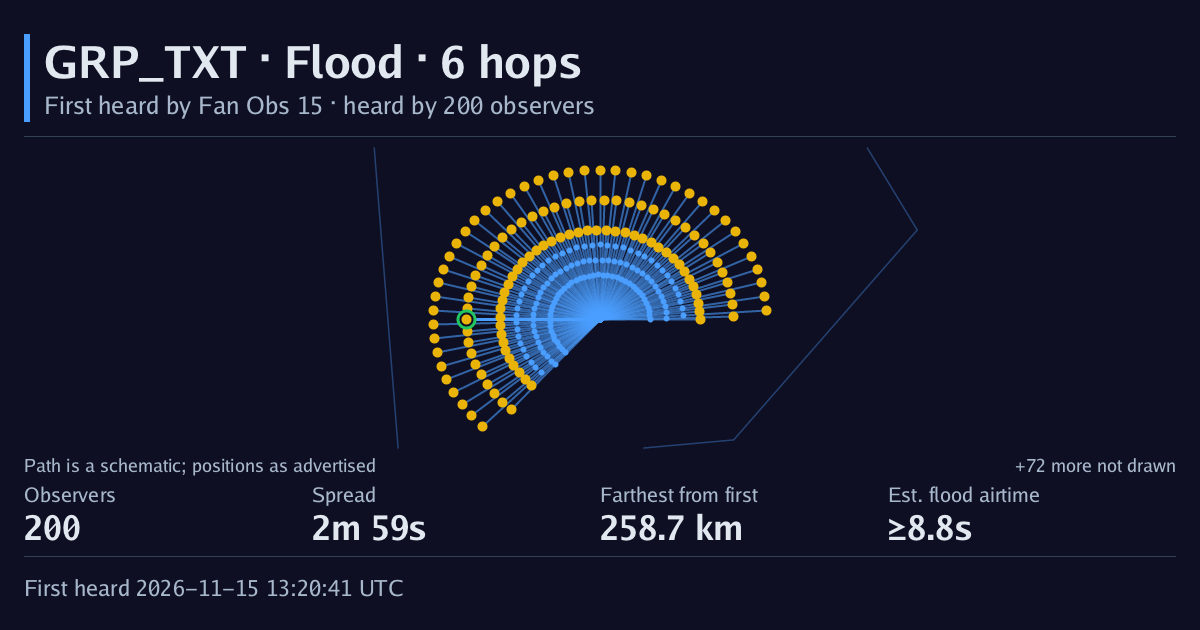 GRP_TXT · Flood · 6 hops
First heard by Fan Obs 15 · heard by 200 observers
Path is a schematic; positions as advertised
+72 more not drawn
Observers
200
Spread
2m 59s
Farthest from first
258.7 km
Est. flood airtime
≥8.8s
First heard 2026−11−15 13:20:41 UTC